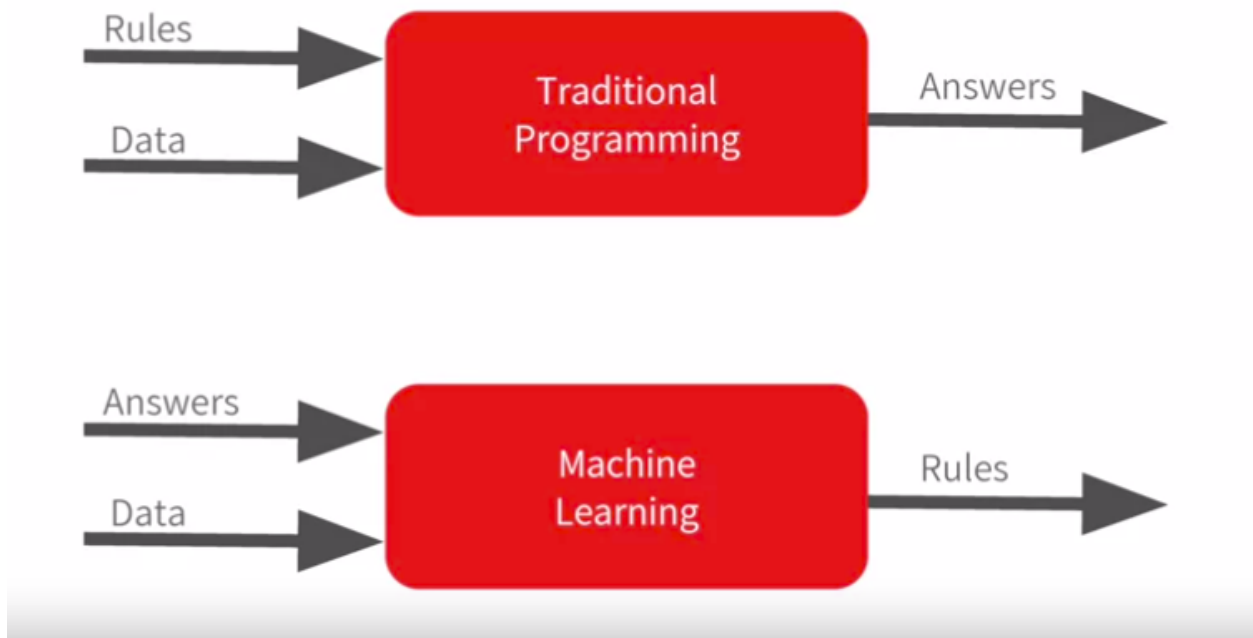 Rules
Data
Traditional
Programming
Answers
Answers
Data
Machine
Learning
Rules